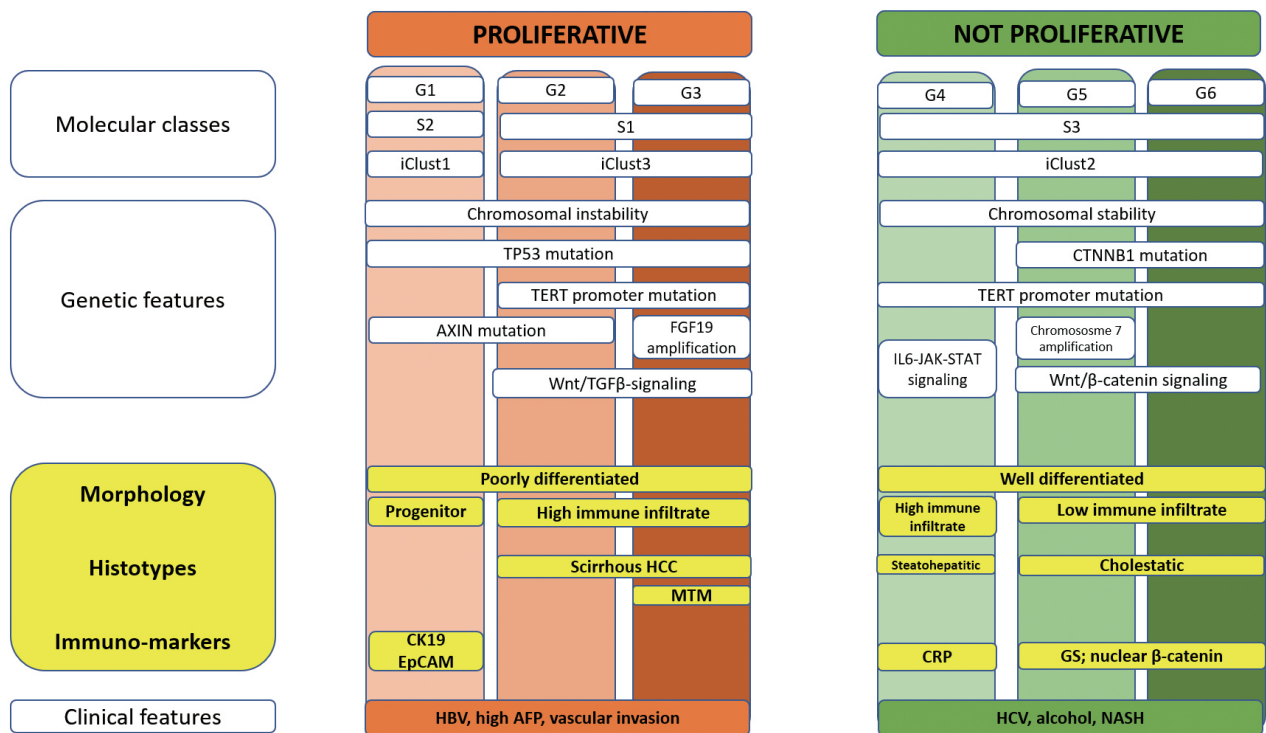 PROLIFERATIVE
NOT PROLIFERATIVE
Molecular classes
G1
G2
G3
G4
G5
G6
S2
S1
S3
iClust1
iClust3
iClust2
Genetic features
Chromosomal instability
Chromosomal stability
TP53 mutation
CTNNB1 mutation
TERT promoter mutation
TERT promoter mutation
AXIN mutation
FGF19
amplification
IL6-JAK-STAT
signaling
Chromososme 7
amplification
Wnt/TGFβ-signaling
Wnt/β-catenin signaling
Morphology
Histotypes
Immuno-markers
Poorly differentiated
Well differentiated
Progenitor
High immune infiltrate
High immune
infiltrate
Low immune infiltrate
Scirrhous HCC
Steatohepatitic
Cholestatic
MTM
CK19
EpCAM
CRP
GS; nuclear β-catenin
Clinical features
HBV, high AFP, vascular invasion
HCV, alcohol, NASH